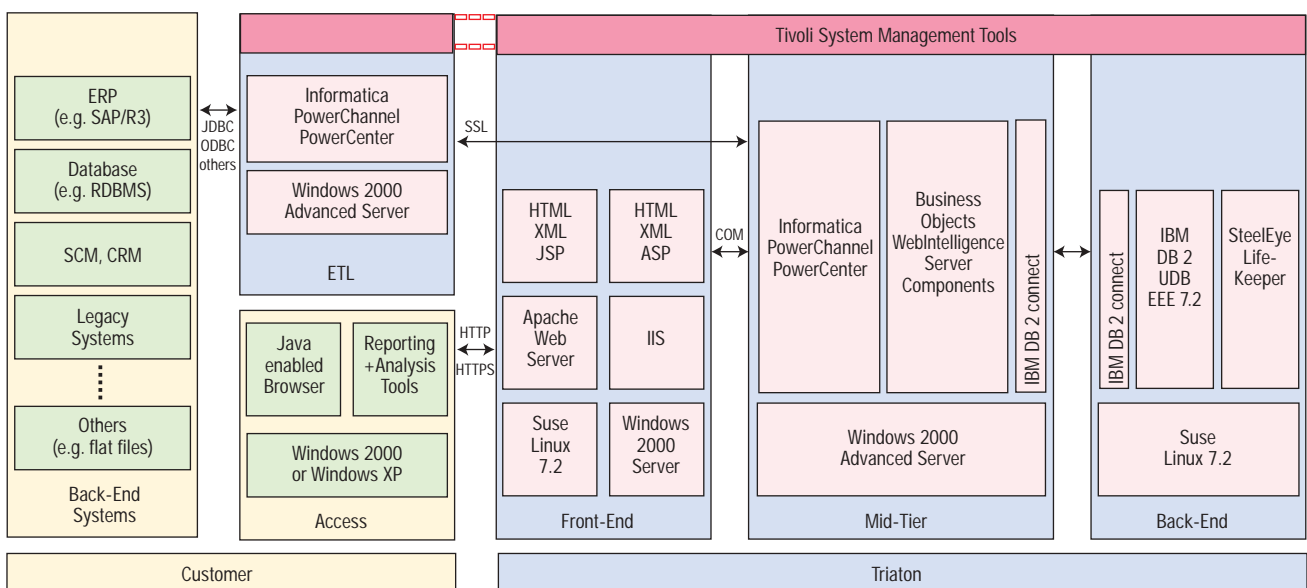 Tivoli System Management Tools
ERP
(e.g. SAP/R3)
Database
(e.g. RDBMS)
SCM, CRM
Legacy
Systems
Others
(e.g. flat files)
Back-End
Systems
JDBC
ODBC
others
Informatica
PowerChannel
PowerCenter
Windows 2000
Advanced Server
ETL
Java
enabled
Browser
Reporting
+Analysis
Tools
Windows 2000
or Windows XP
Access
SSL
HTTP
HTTPS
HTML
XML
JSP
HTML
XML
ASP
Apache
Web
Server
IIS
Suse
Linux
7.2
Windows
2000
Server
Front-End
COM
Informatica
PowerChannel
PowerCenter
Business
Objects
WebIntelligence
Server
Components
IBM DB 2 connect
Windows 2000
Advanced Server
Mid-Tier
IBM DB 2 connect
IBM
DB 2
UDB
EEE 7.2
SteelEye
Life-
Keeper
Suse
Linux 7.2
Back-End
Customer
Triaton